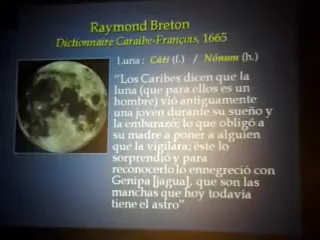 Raymond Breton
Dictionnaire Caraibe-François, 1665
Luna : Cáti (f.) / Nónum (h.)
"Los Caribes dicen que la
luna (que para ellos es un
hombre) vió antiguamente
una joven durante su sueño y
la embarazó; lo que obligó a
su madre a poner a alguien
que la vigilara; éste lo
sorprendió y para
reconocerlo lo ennegreció con
Genipa [jagua], que son las
manchas que hoy todavía
tiene el astro"